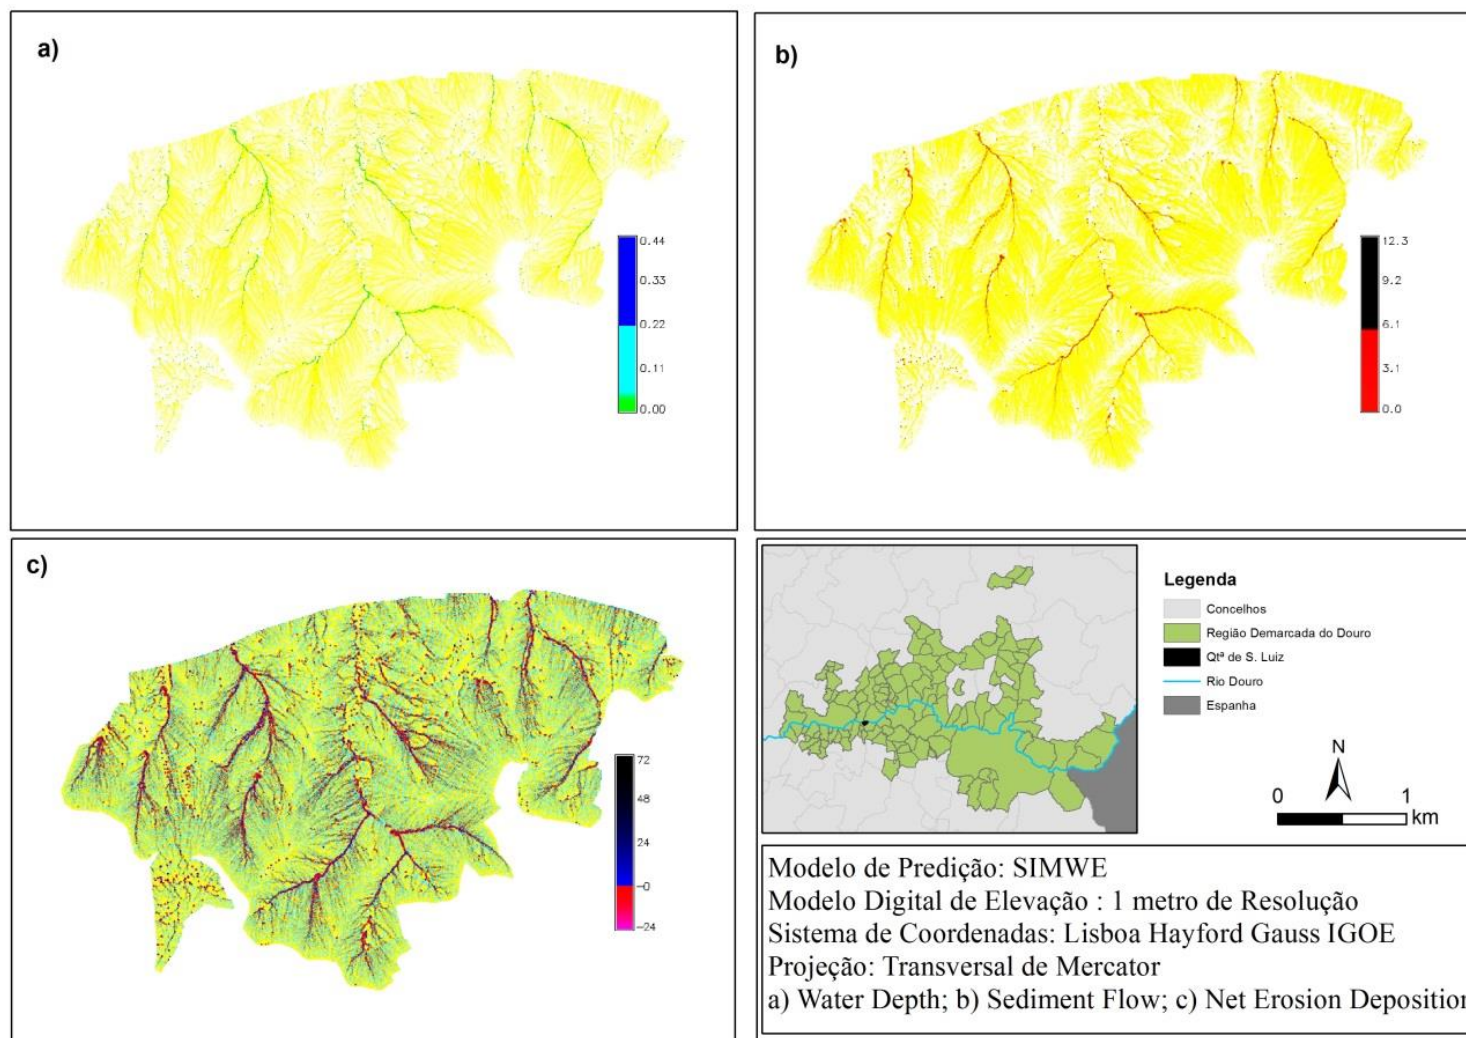 a)
0.44
0.33
0.22
0.11
0.00
b)
12.3
9.2
6.1
3.1
0.0
c)
72
48
24
-0
-24
Legenda
Concelhos
Região Demarcada do Douro
Qtª de S. Luiz
Rio Douro
Espanha
N
0 1
km
Modelo de Predição: SIMWE
Modelo Digital de Elevação : 1 metro de Resolução
Sistema de Coordenadas: Lisboa Hayford Gauss IGOE
Projeção: Transversal de Mercator
a) Water Depth; b) Sediment Flow; c) Net Erosion Deposition